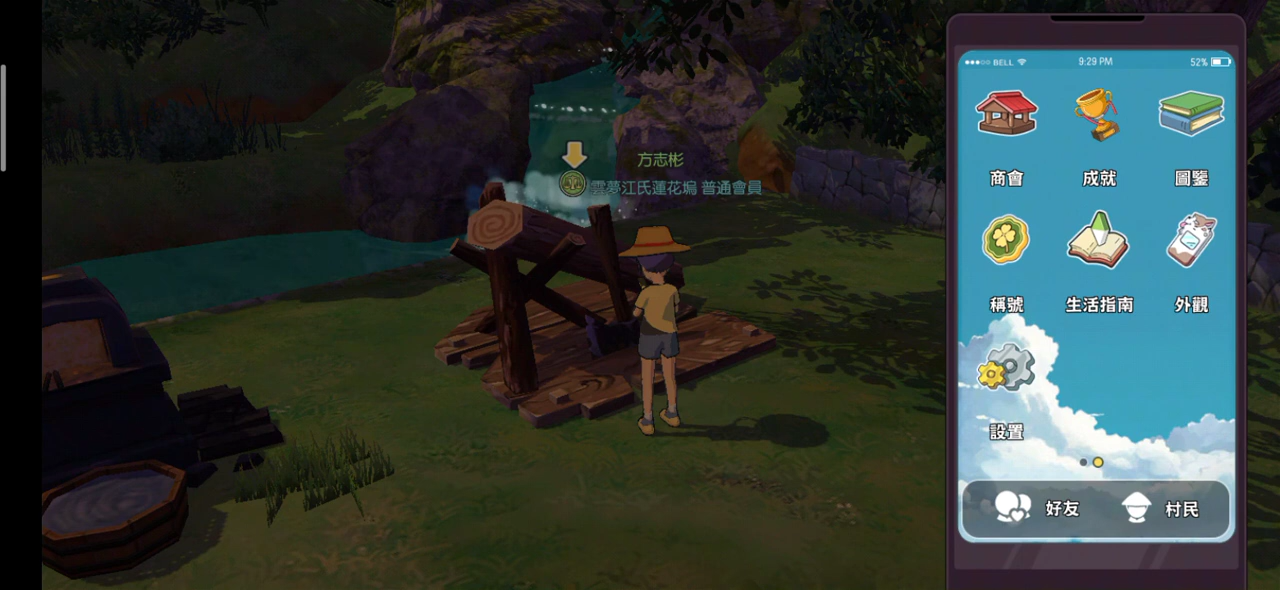 方志彬
雲夢江氏蓮花塢 普通會員
BELL 9:29 PM 52%
商會 成就 圖鑒
稱號 生活指南 外觀
設置
好友 村民